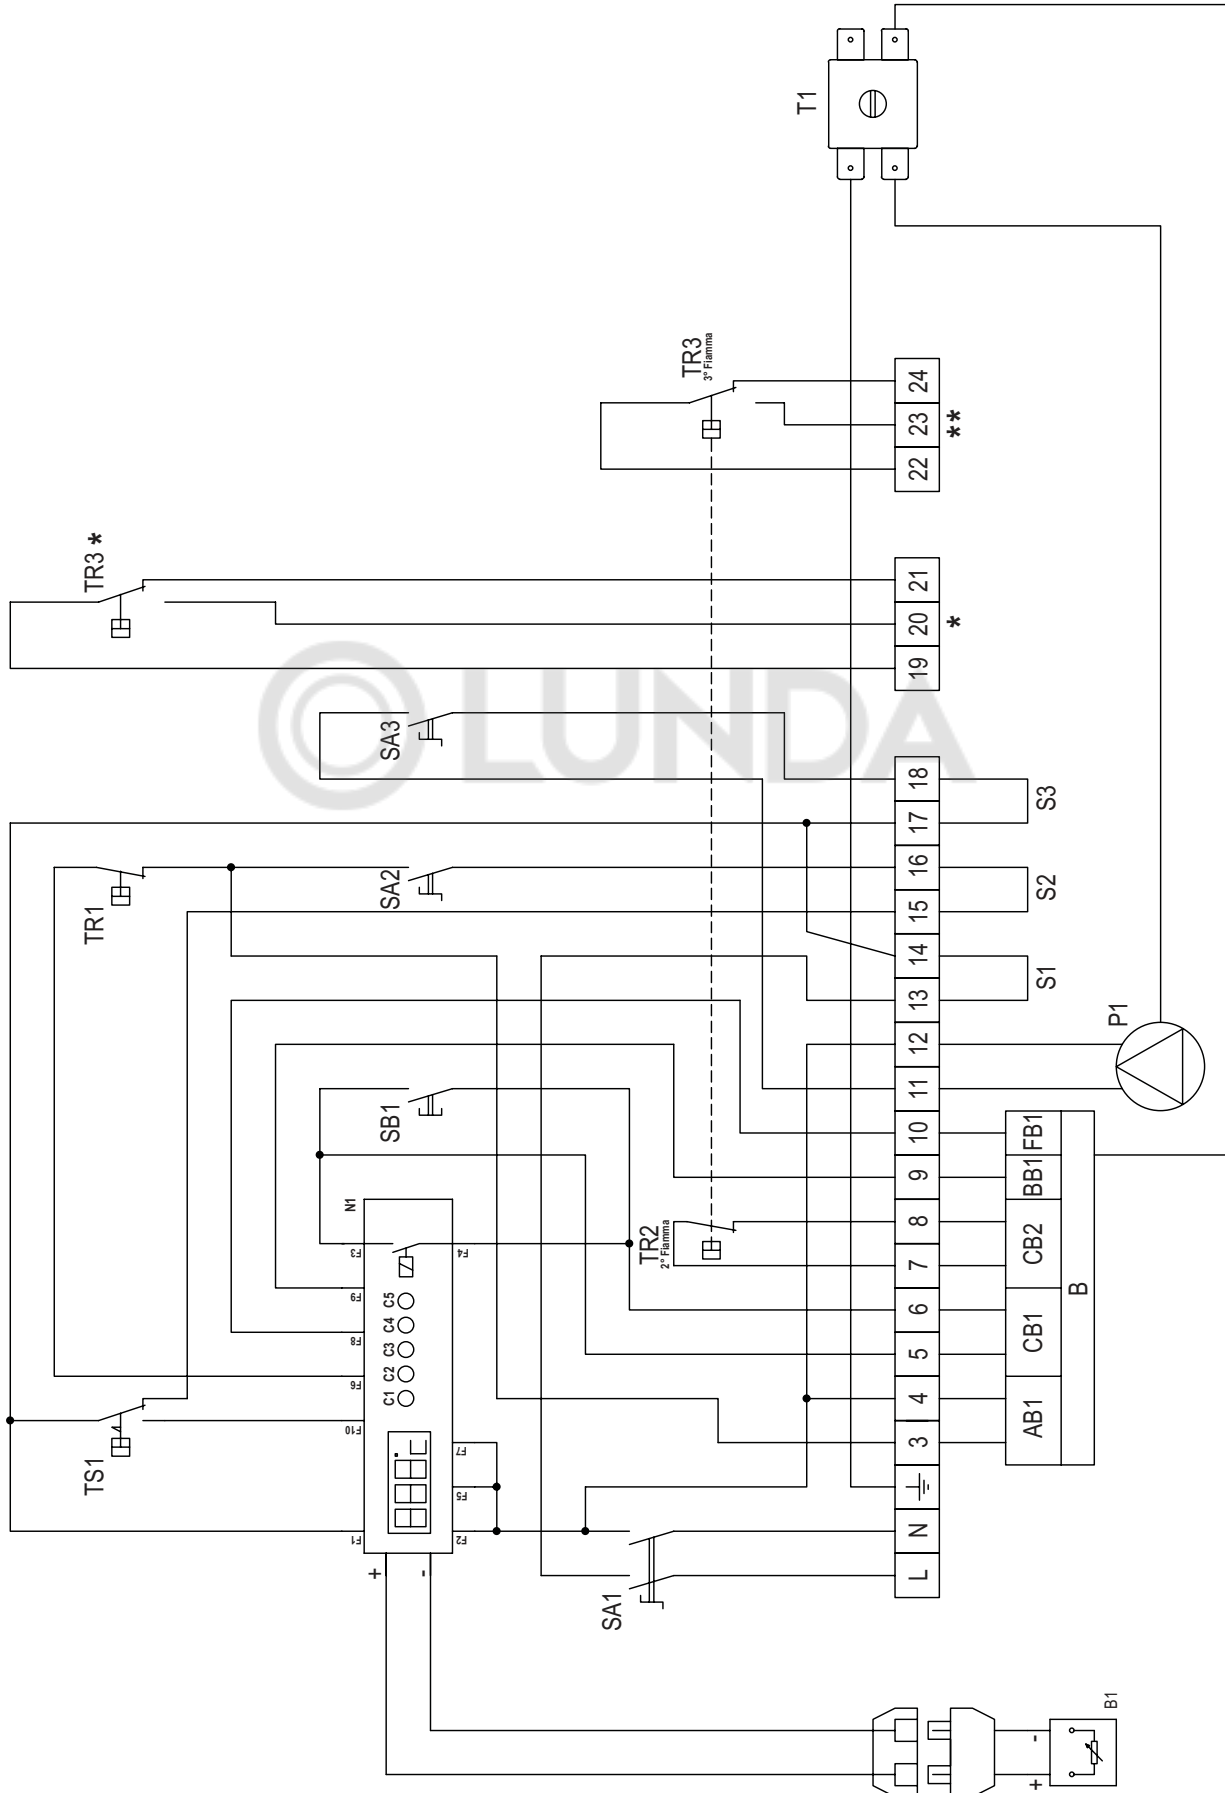 T1
TR3
3° Fiamma
24
23
22
**
TR3 *
21
20
19
*
LUNDA
SA3
18
17
16
15
14
13
12
11
10
9
8
7
6
5
4
3
N
L
S3
S2
S1
TR1
SA2
P1
SB1
TR2
2° Fiamma
FB1
BB1
CB2
CB1
AB1
B
N1
F3
F4
F9
F8
F6
F10
F7
F5
F1
F2
C5
C4
C3
C2
C1
°C
TS1
+
-
SA1
B1
-
+